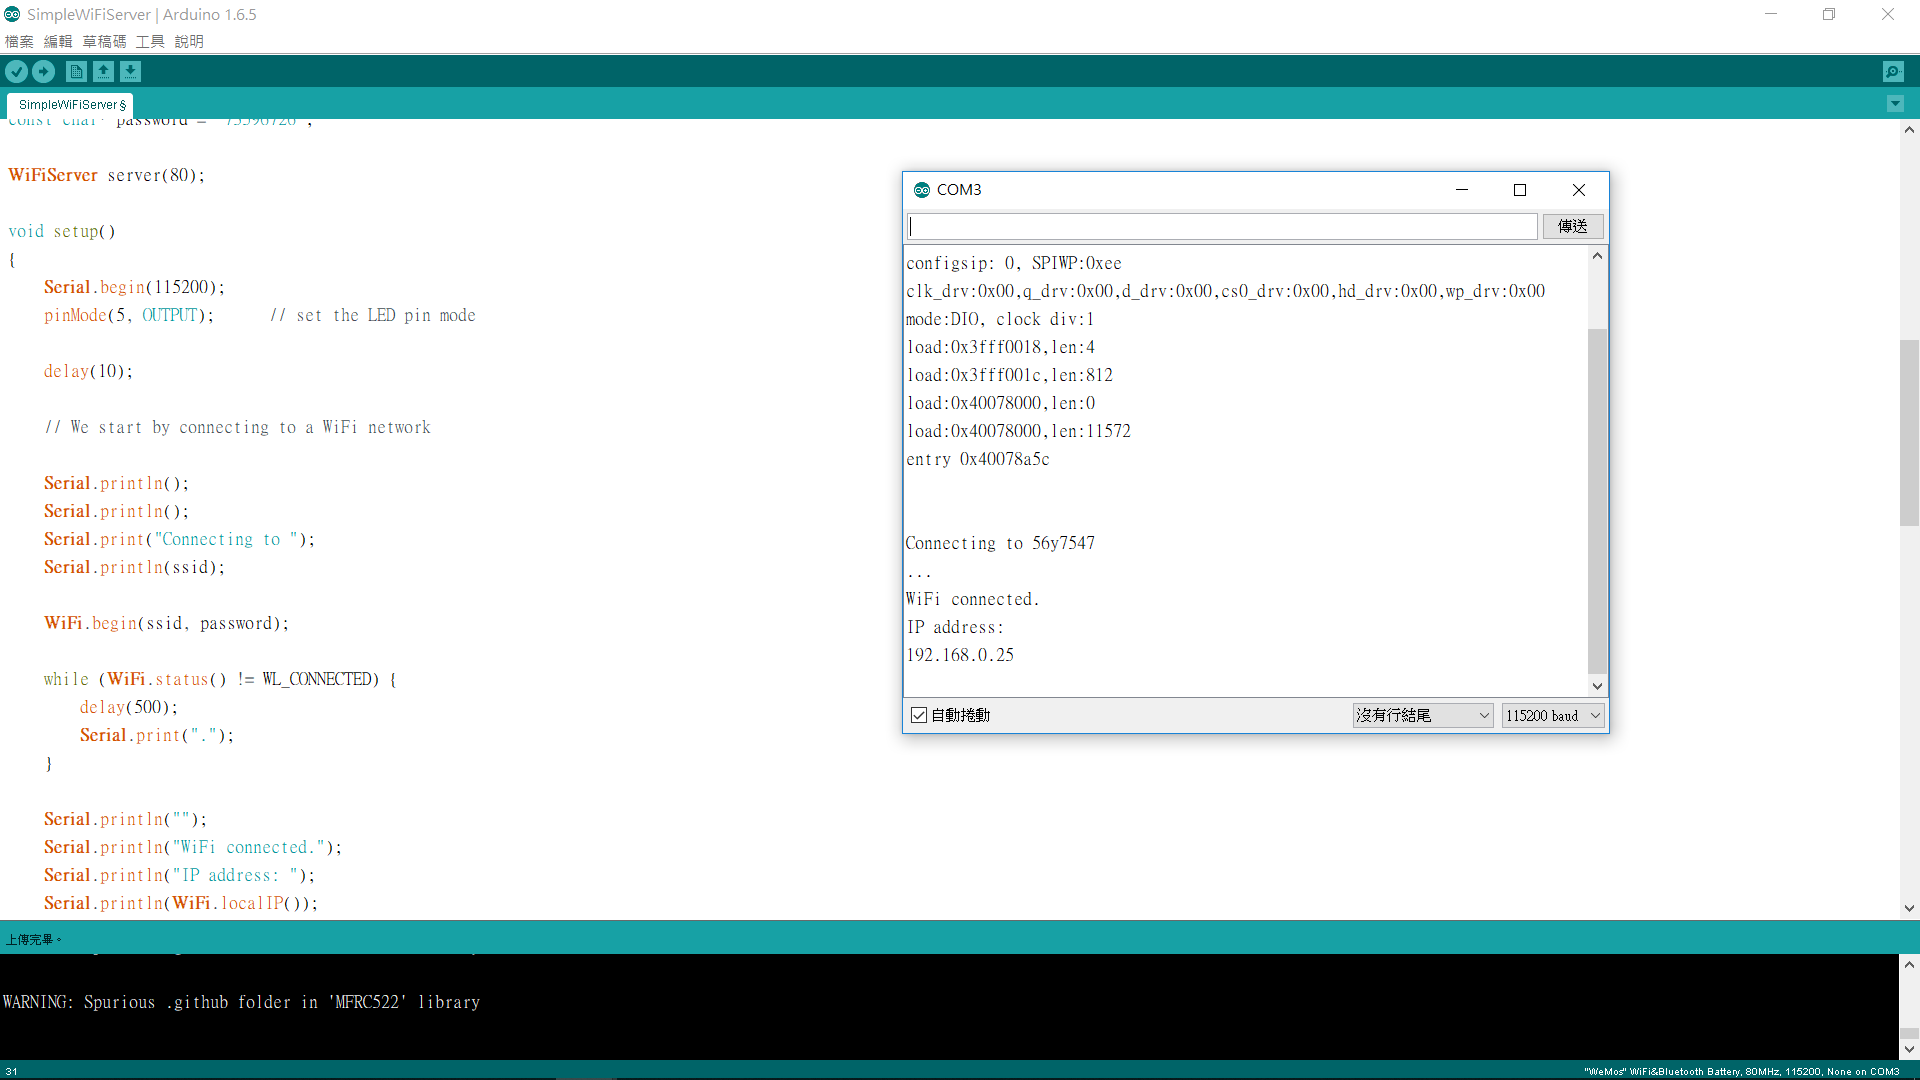 SimpleWiFiServer | Arduino 1.6.5
檔案 編輯 草稿碼 工具 說明
SimpleWiFiServer §
const char* password =
WiFiServer server(80);
void setup()
{
Serial.begin(115200);
pinMode(5, OUTPUT); // set the LED pin mode
delay(10);
// We start by connecting to a WiFi network
Serial.println();
Serial.println();
Serial.print("Connecting to ");
Serial.println(ssid);
WiFi.begin(ssid, password);
while (WiFi.status() != WL_CONNECTED) {
delay(500);
Serial.print(".");
}
Serial.println("");
Serial.println("WiFi connected.");
Serial.println("IP address: ");
Serial.println(WiFi.localIP());
COM3
傳送
configsip: 0, SPIWP:0xee
clk_drv:0x00,q_drv:0x00,d_drv:0x00,cs0_drv:0x00,hd_drv:0x00,wp_drv:0x00
mode:DIO, clock div:1
load:0x3fff0018,len:4
load:0x3fff001c,len:812
load:0x40078000,len:0
load:0x40078000,len:11572
entry 0x40078a5c
Connecting to 56y7547
...
WiFi connected.
IP address:
192.168.0.25
自動捲動
沒有行結尾
115200 baud
上傳完畢。
WARNING: Spurious .github folder in 'MFRC522' library
31
"WeMos" WiFi&Bluetooth Battery, 80MHz, 115200, None on COM3